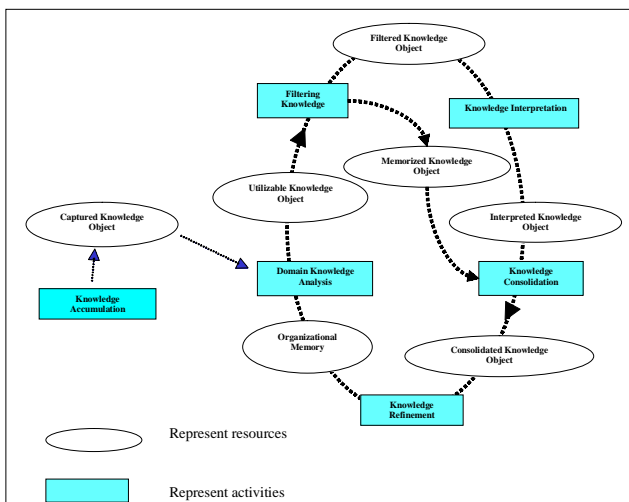 Filtered Knowledge
Object
Filtering
Knowledge
Knowledge Interpretation
Memorized Knowledge
Object
Utilizable Knowledge
Object
Captured Knowledge
Object
Interpreted Knowledge
Object
Domain Knowledge
Analysis
Knowledge
Consolidation
Knowledge
Accumulation
Organizational
Memory
Consolidated Knowledge
Object
Knowledge
Refinement
Represent resources
Represent activities